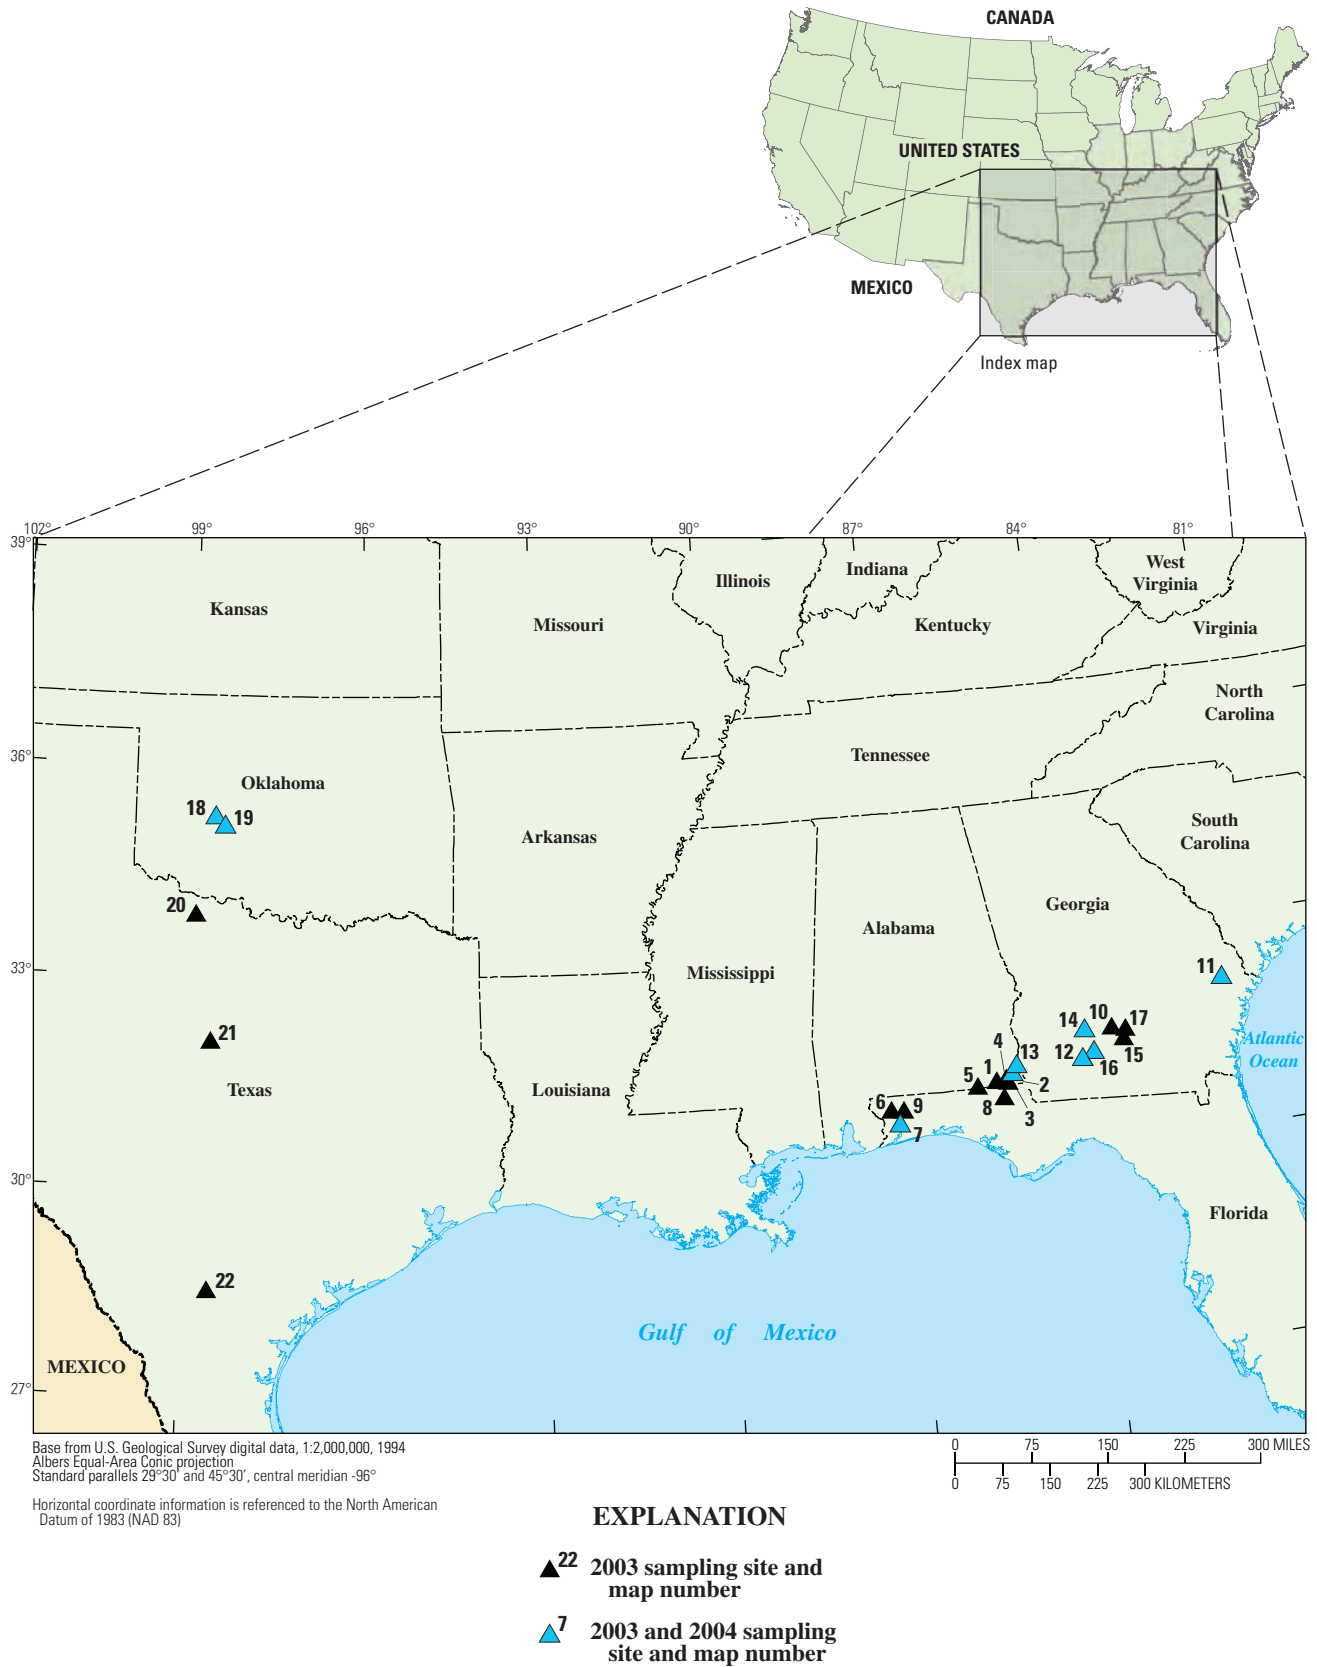 CANADA
UNITED STATES
MEXICO
Index map
102°
99°
96°
93°
90°
87°
84°
81°
39°
36°
33°
30°
27°
Kansas
Missouri
Illinois
Indiana
Kentucky
West
Virginia
Virginia
North
Carolina
Tennessee
Oklahoma
18
19
Arkansas
South
Carolina
20
Georgia
Alabama
Mississippi
11
21
14
10
17
4
13
12
16
15
Atlantic
Ocean
Texas
Louisiana
5
1
2
6
9
8
3
7
Florida
22
Gulf of Mexico
MEXICO
Base from U.S. Geological Survey digital data, 1:2,000,000, 1994
Albers Equal-Area Conic projection
Standard parallels 29°30' and 45°30', central meridian -96°
Horizontal coordinate information is referenced to the North American
Datum of 1983 (NAD 83)
0 75 150 225 300 MILES
0 75 150 225 300 KILOMETERS
EXPLANATION
22 2003 sampling site and
map number
7 2003 and 2004 sampling
site and map number